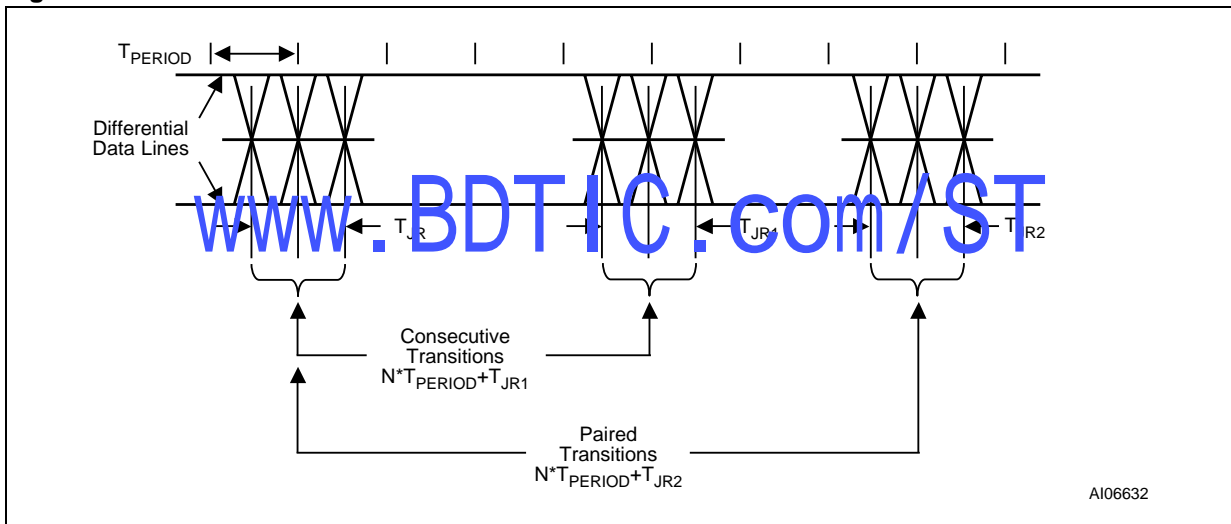 TPERIOD
Differential
Data Lines
www.BDTIC.com/ST
TJR
TJR1
TJR2
Consecutive
Transitions
N*TPERIOD+TJR1
Paired
Transitions
N*TPERIOD+TJR2
AI06632